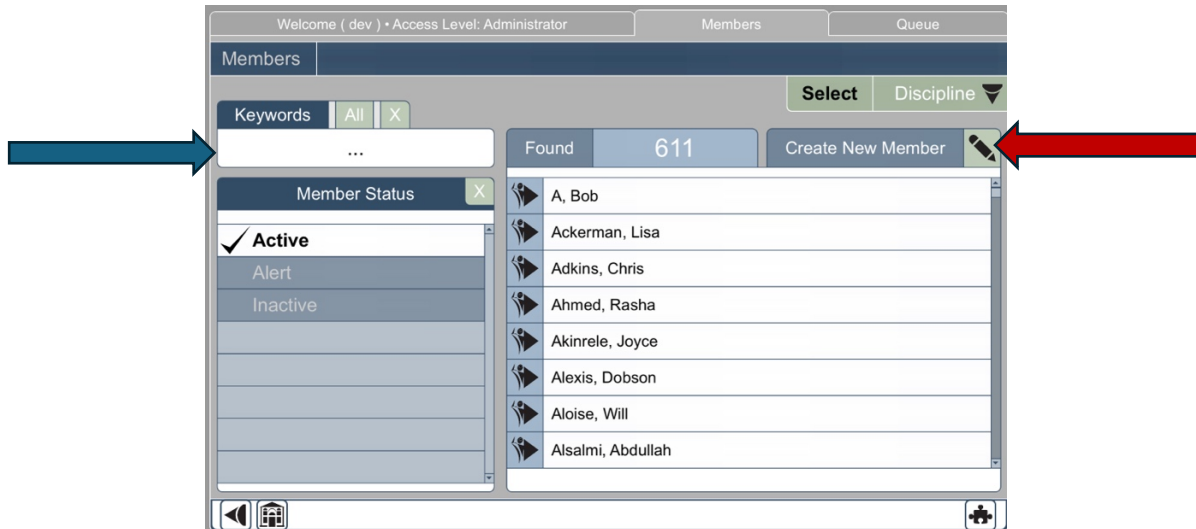 Welcome ( dev ) • Access Level: Administrator
Members
Queue
Members
Select
Discipline
Keywords
All
X
...
Found
611
Create New Member
Member Status
X
Active
Alert
Inactive
A, Bob
Ackerman, Lisa
Adkins, Chris
Ahmed, Rasha
Akinrele, Joyce
Alexis, Dobson
Aloise, Will
Alsalmi, Abdullah